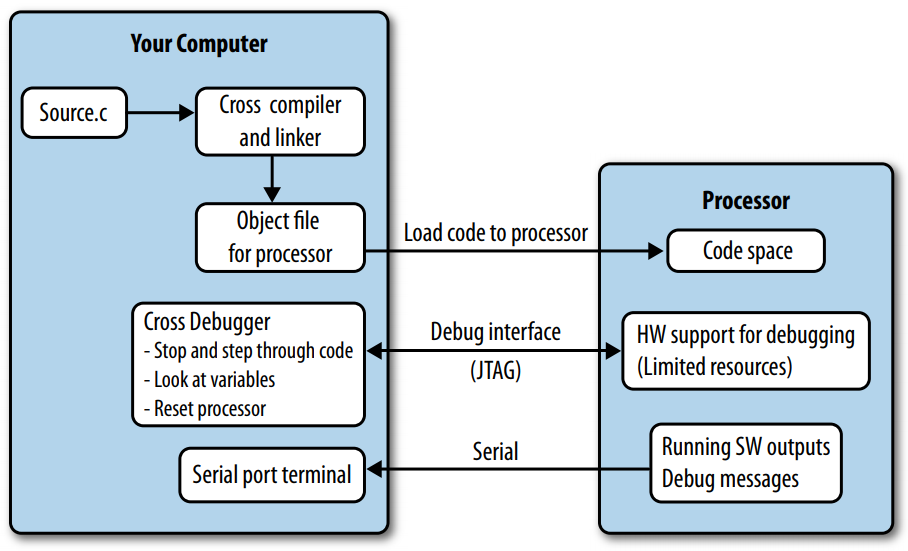 Your Computer
Source.c
Cross compiler
and linker
Object file
for processor
Load code to processor
Processor
Code space
Cross Debugger
- Stop and step through code
- Look at variables
- Reset processor
Debug interface
(JTAG)
HW support for debugging
(Limited resources)
Serial port terminal
Serial
Running SW outputs
Debug messages